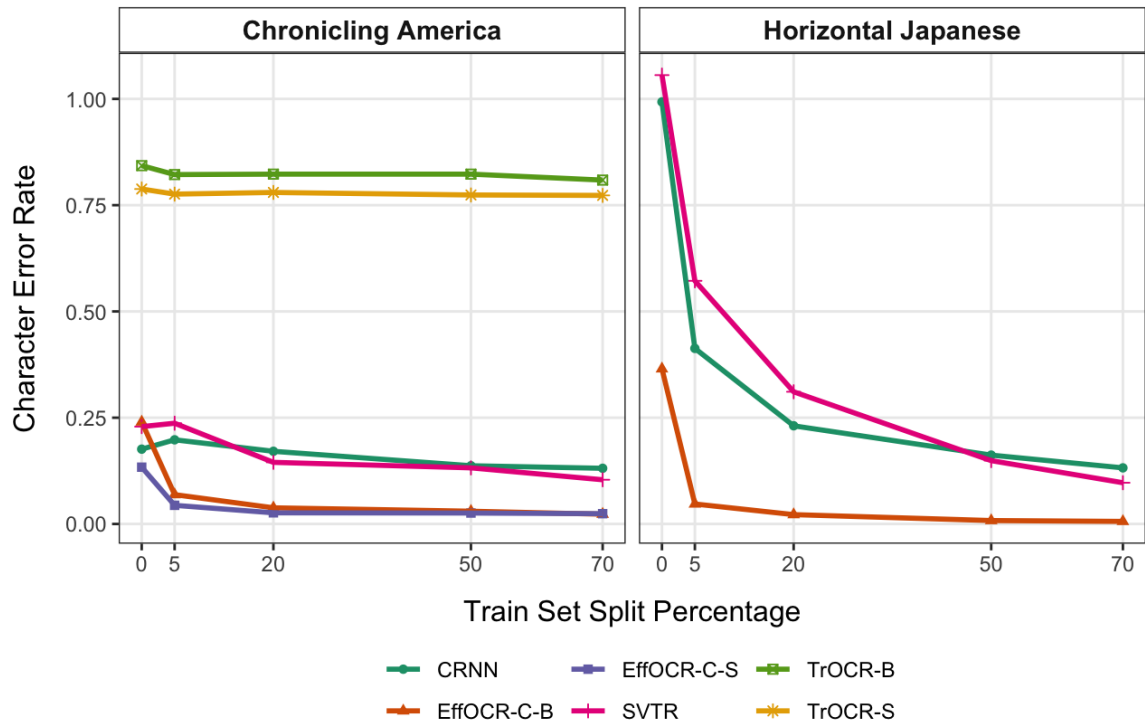 Chronicling America Horizontal Japanese
Character Error Rate
1.00
0.75
0.50
0.25
0.00
0 5 20 50 70 0 5 20 50 70
Train Set Split Percentage
CRNN EffOCR-C-S TrOCR-B
EffOCR-C-B SVTR TrOCR-S